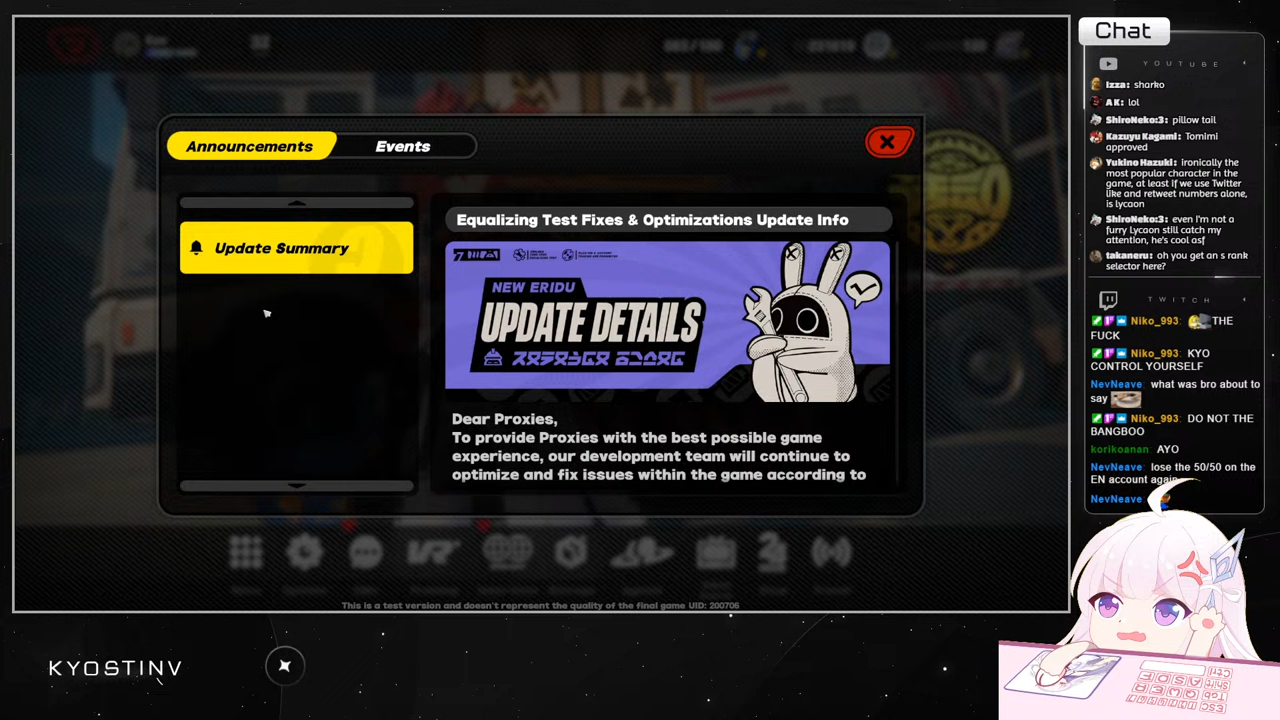 Announcements
Events
Update Summary
Equalizing Test Fixes & Optimizations Update Info
NEW ERIDU
UPDATE DETAILS
Dear Proxies,
To provide Proxies with the best possible game
experience, our development team will continue to
optimize and fix issues within the game according to
This is a test version and doesn't represent the quality of the final game UID: 200706
KYOSTINV
Chat
YOUTUBE
Izza: sharko
A K: lol
ShiroNeko:3: pillow tail
Kazuyu Kagami: Tomimi
approved
Yukino Hazuki: ironically the
most popular character in the
game, at least if we use Twitter
like and retweet numbers alone,
is lycaon
ShiroNeko:3: even I'm not a
furry Lycaon still catch my
attention, he's cool asf
takaneru: oh you get an s rank
selector here?
TWITCH
Niko_993: THE
FUCK
Niko_993: KYO
CONTROL YOURSELF
NevNeave: what was bro about to
say
Niko_993: DO NOT THE
BANGBOO
korikoanan: AYO
NevNeave: lose the 50/50 on the
EN account again
NevNeave: